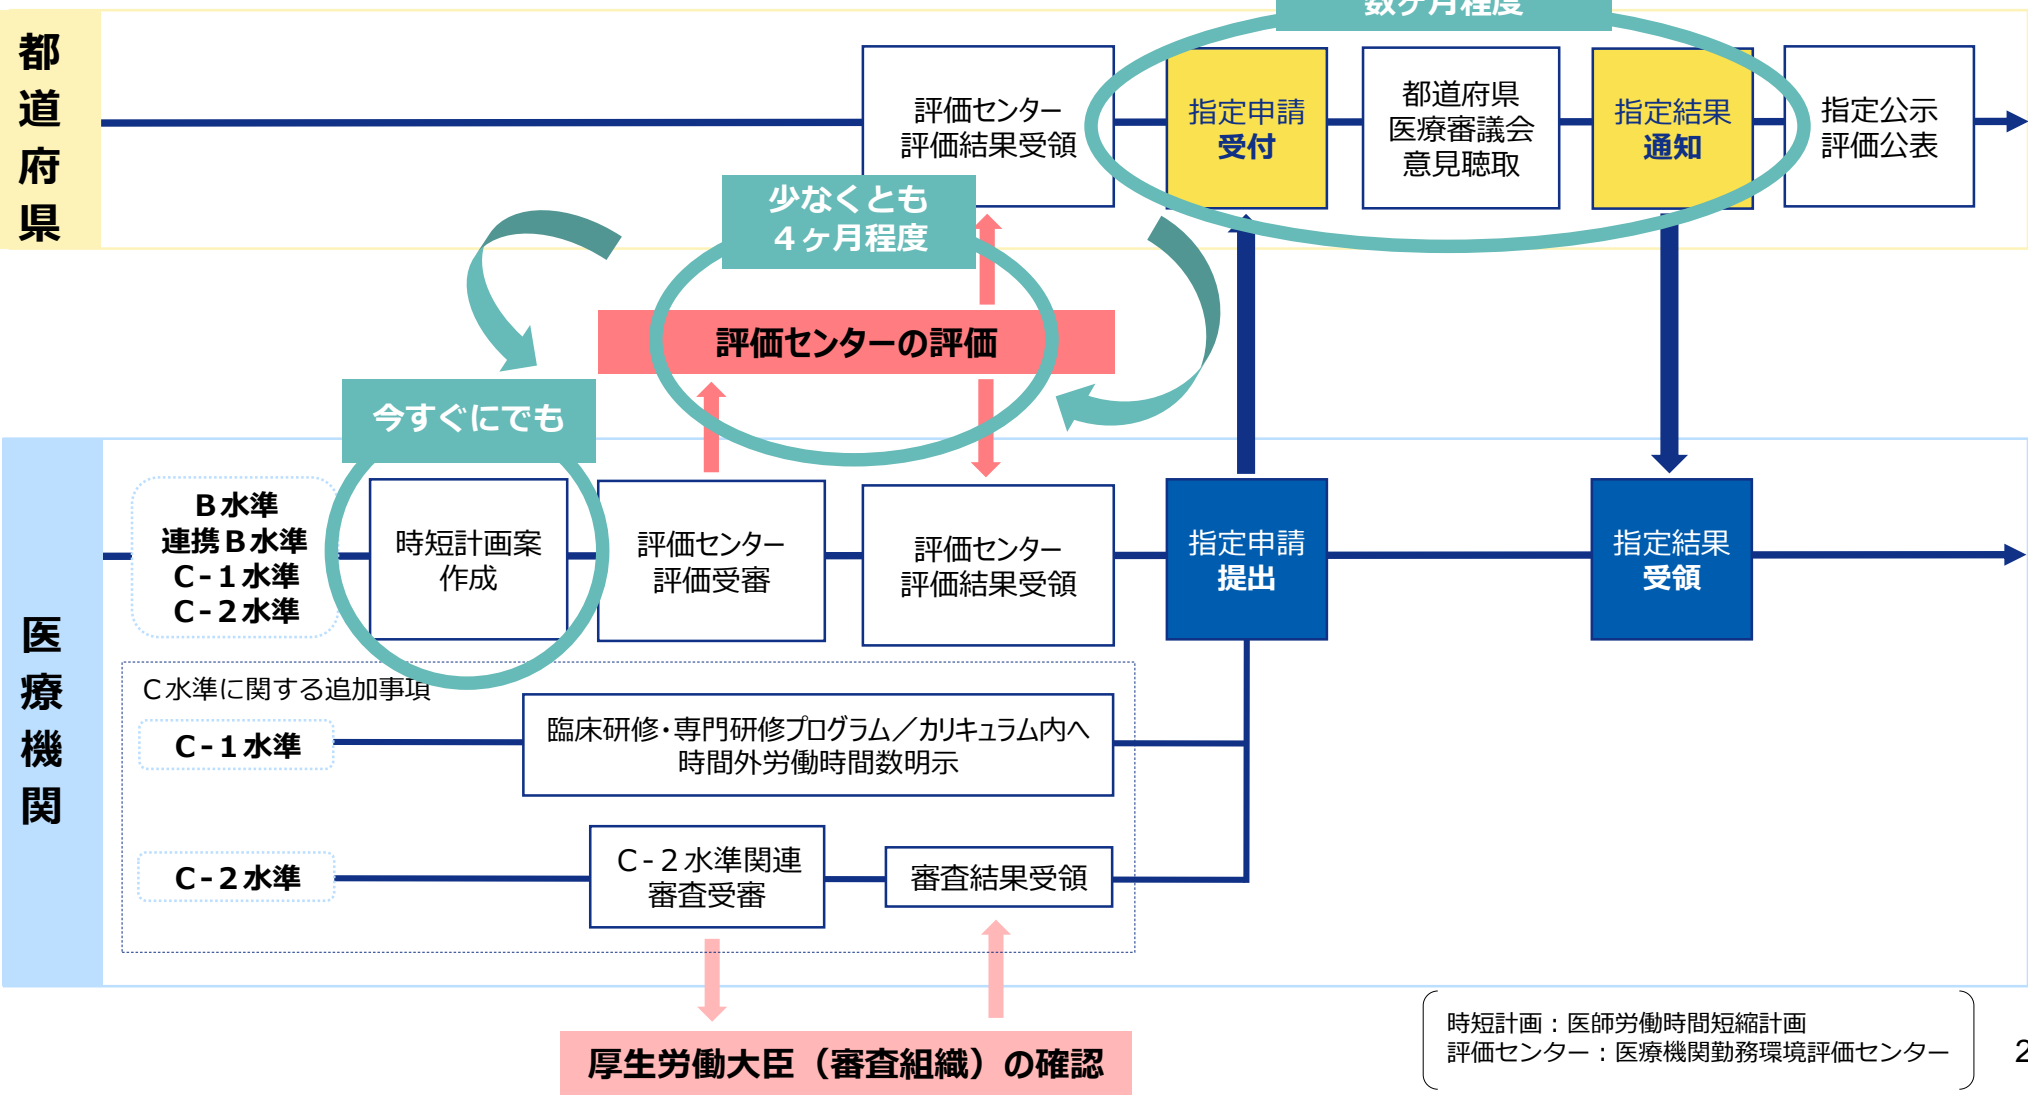 数ヶ月程度
都道府県
評価センター
評価結果受領
指定申請
受付
都道府県
医療審議会
意見聴取
指定結果
通知
指定公示
評価公表
少なくとも
４ヶ月程度
評価センターの評価
今すぐにでも
医療機関
Ｂ水準
連携Ｂ水準
Ｃ-１水準
Ｃ-２水準
時短計画案
作成
評価センター
評価受審
評価センター
評価結果受領
指定申請
提出
指定結果
受領
Ｃ水準に関する追加事項
Ｃ-１水準
臨床研修・専門研修プログラム／カリキュラム内へ
時間外労働時間数明示
Ｃ-２水準
Ｃ-２水準関連
審査受審
審査結果受領
厚生労働大臣（審査組織）の確認
時短計画：医師労働時間短縮計画
評価センター：医療機関勤務環境評価センター
2